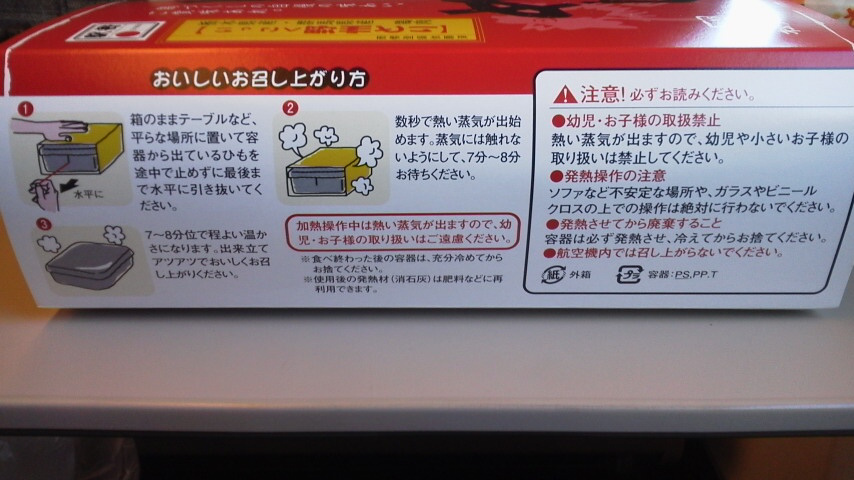 おいしいお召し上がり方
1
箱のままテーブルなど、
平らな場所に置いて容
器から出ているひもを
途中で止めずに最後ま
で水平に引き抜いてく
ださい。
水平に
2
数秒で熱い蒸気が出始
めます。蒸気には触れな
いようにして、7分〜8分
お待ちください。
3
7〜8分位で程よい温か
さになります。出来立て
アツアツでおいしくお召
し上がりください。
加熱操作中は熱い蒸気が出ますので、幼
児・お子様の取り扱いはご遠慮ください。
※食べ終わった後の容器は、充分冷めてから
お捨てください。
※使用後の発熱材(消石灰)は肥料などに再
利用できます。
注意!必ずお読みください。
●幼児・お子様の取扱禁止
熱い蒸気が出ますので、幼児や小さいお子様の
取り扱いは禁止してください。
●発熱操作の注意
ソファなど不安定な場所や、ガラスやビニール
クロスの上での操作は絶対に行わないでください。
●発熱させてから廃棄すること
容器は必ず発熱させ、冷えてからお捨てください。
●航空機内では召し上がらないでください。
紙 外箱
プラ 容器:PS,PP,T